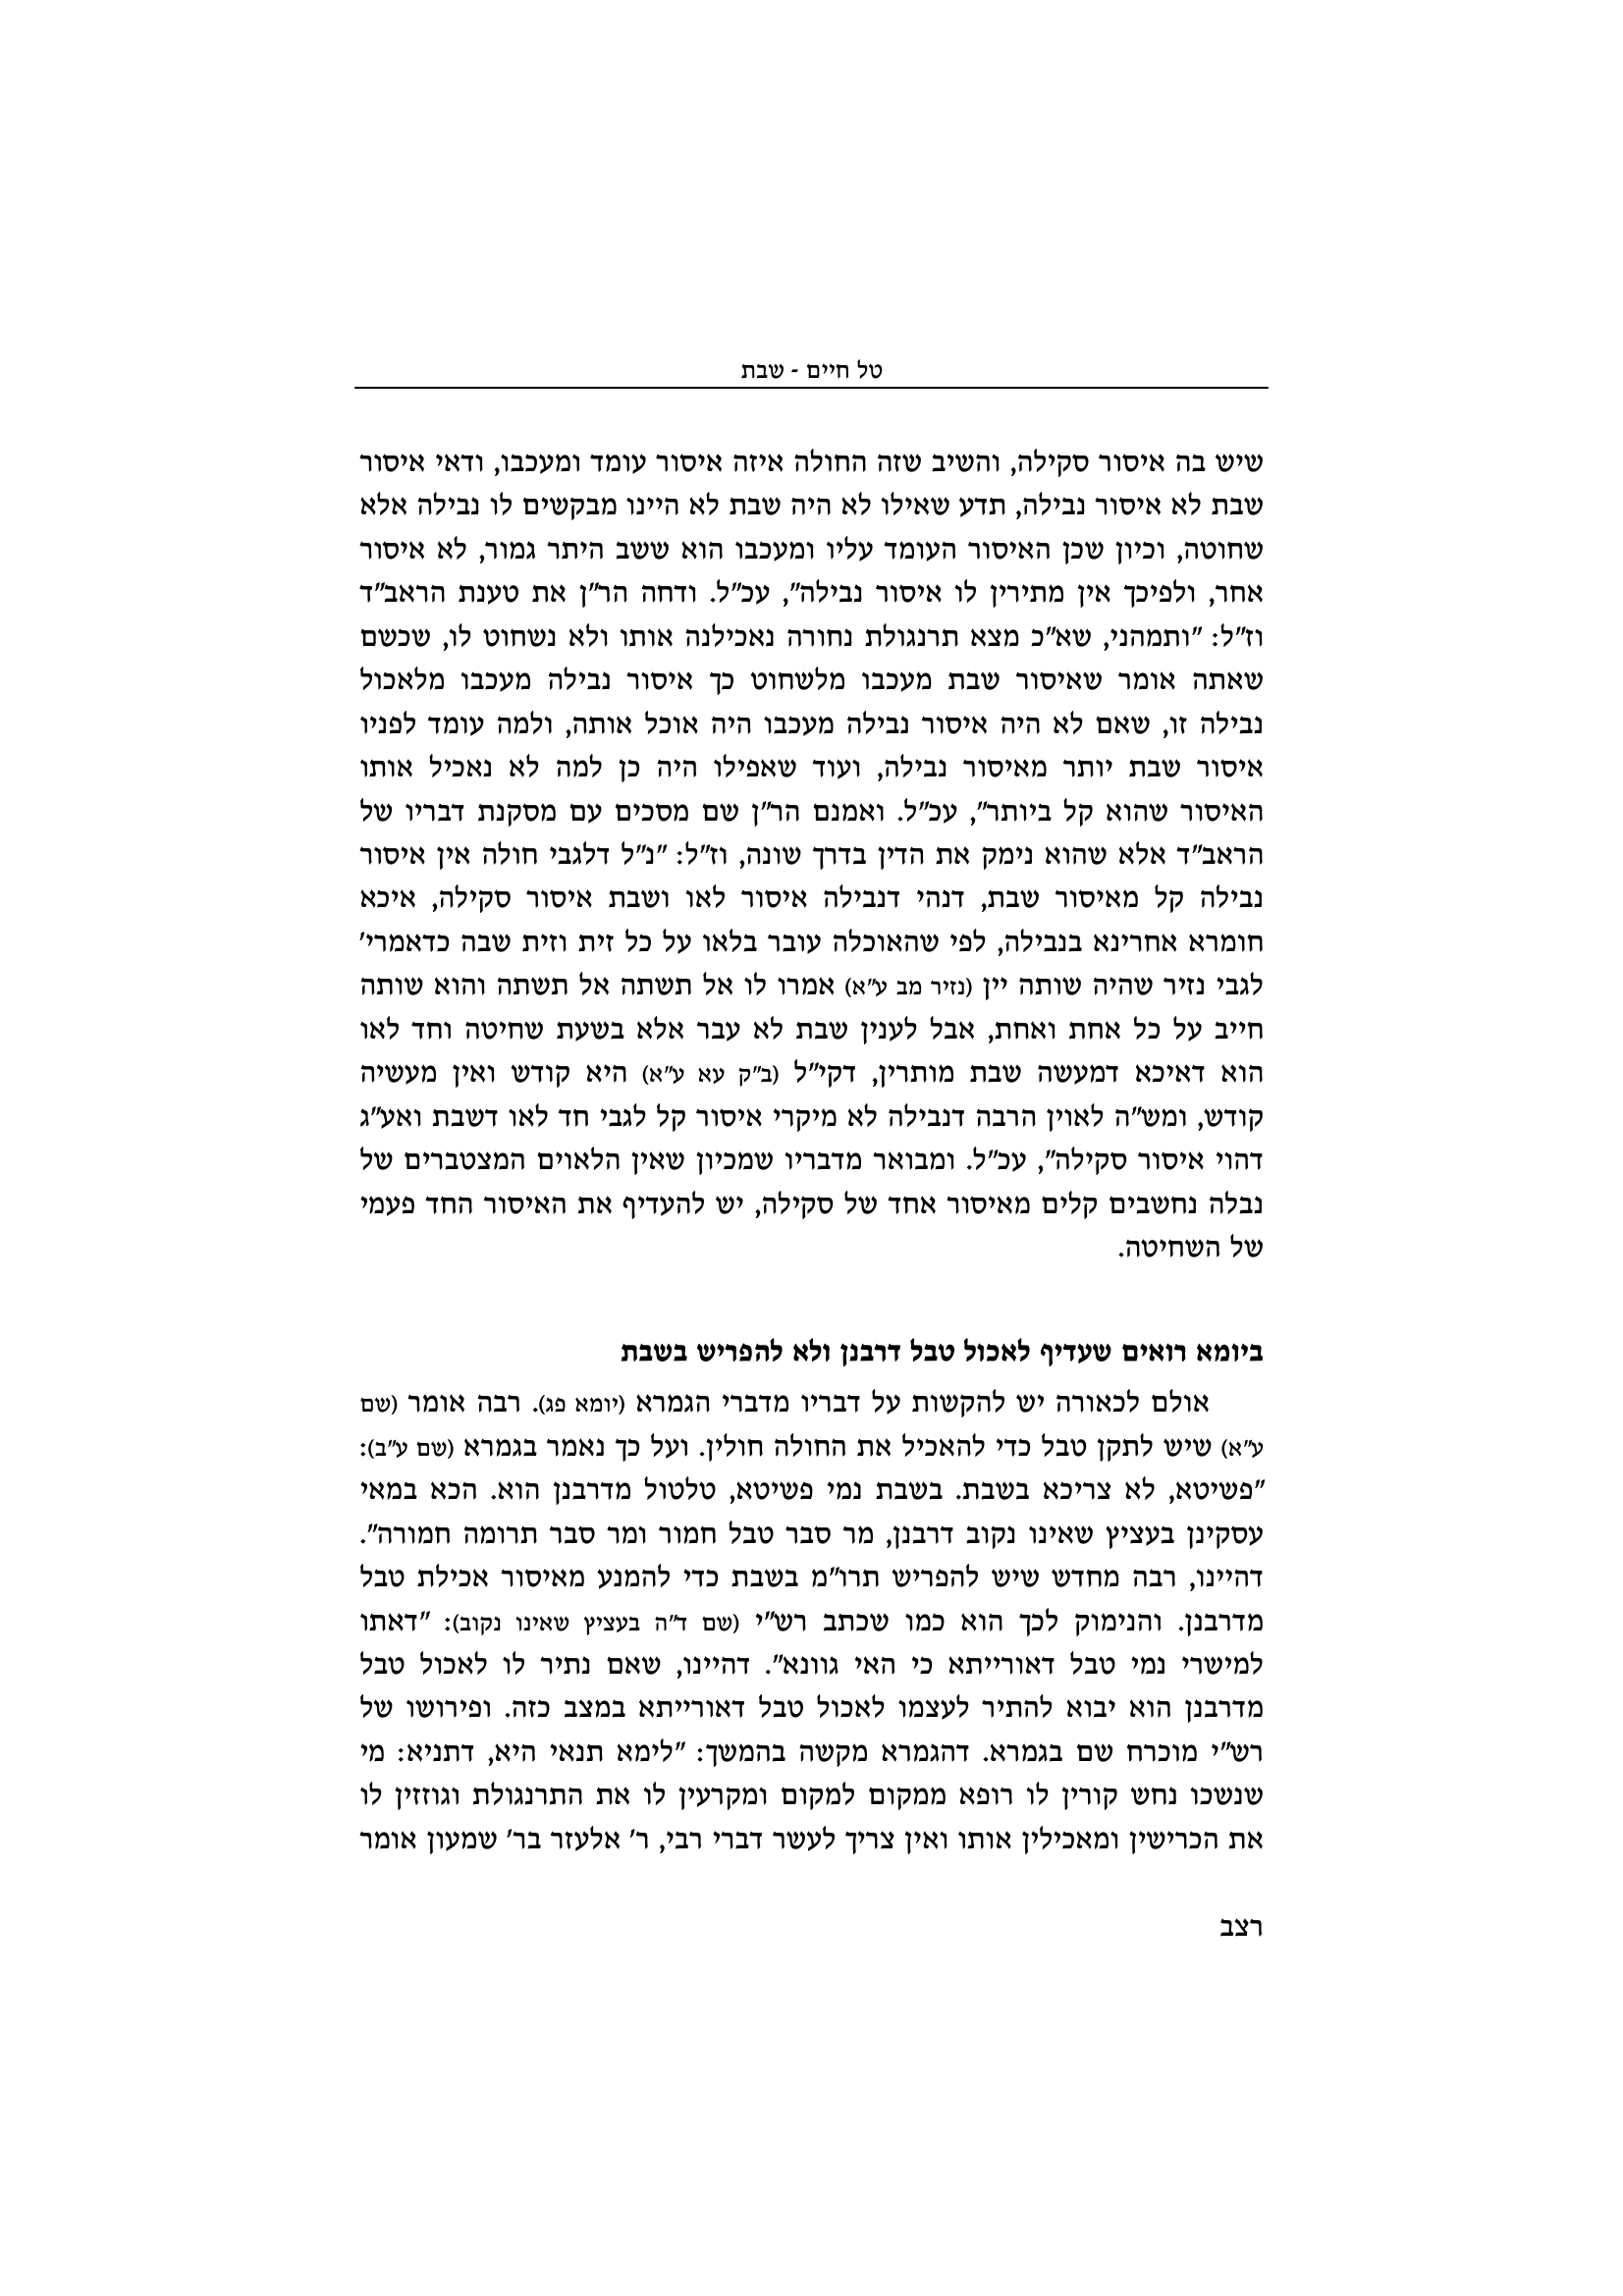 טל חיים - שבת
שיש בה איסור סקילה, והשיב שזה החולה איזה איסור עומד ומעכבו, ודאי איסור
שבת לא איסור נבילה, תדע שאילו לא היה שבת לא היינו מבקשים לו נבילה אלא
שחוטה, וכיון שכן האיסור העומד עליו ומעכבו הוא ששב היתר גמור, לא איסור
אחר, ולפיכך אין מתירין לו איסור נבילה", עכ"ל. ודחה הר"ן את טענת הראב"ד
וז"ל: "ותמהני, שא"כ מצא תרנגולת נחורה נאכילנה אותו ולא נשחוט לו, שכשם
שאתה אומר שאיסור שבת מעכבו מלשחוט כך איסור נבילה מעכבו מלאכול
נבילה זו, שאם לא היה איסור נבילה מעכבו היה אוכל אותה, ולמה עומד לפניו
איסור שבת יותר מאיסור נבילה, ועוד שאפילו היה כן למה לא נאכיל אותו
האיסור שהוא קל ביותר", עכ"ל. ואמנם הר"ן שם מסכים עם מסקנת דבריו של
הראב"ד אלא שהוא נימק את הדין בדרך שונה, וז"ל: "נ"ל דלגבי חולה אין איסור
נבילה קל מאיסור שבת, דנהי דנבילה איסור לאו ושבת איסור סקילה, איכא
חומרא אחרינא בנבילה, לפי שהאוכלה עובר בלאו על כל זית וזית שבה כדאמרי'
לגבי נזיר שהיה שותה יין (נזיר מב ע"א) אמרו לו אל תשתה אל תשתה והוא שותה
חייב על כל אחת ואחת, אבל לענין שבת לא עבר אלא בשעת שחיטה וחד לאו
הוא דאיכא דמעשה שבת מותרין, דקי"ל (ב"ק עא ע"א) היא קודש ואין מעשיה
קודש, ומש"ה לאוין הרבה דנבילה לא מיקרי איסור קל לגבי חד לאו דשבת ואע"ג
דהוי איסור סקילה", עכ"ל. ומבואר מדבריו שמכיון שאין הלאוים המצטברים של
נבלה נחשבים קלים מאיסור אחד של סקילה, יש להעדיף את האיסור החד פעמי
של השחיטה.
ביומא רואים שעדיף לאכול טבל דרבנן ולא להפריש בשבת
אולם לכאורה יש להקשות על דבריו מדברי הגמרא (יומא פג). רבה אומר (שם
ע"א) שיש לתקן טבל כדי להאכיל את החולה חולין. ועל כך נאמר בגמרא (שם ע"ב):
"פשיטא, לא צריכא בשבת. בשבת נמי פשיטא, טלטול מדרבנן הוא. הכא במאי
עסקינן בעציץ שאינו נקוב דרבנן, מר סבר טבל חמור ומר סבר תרומה חמורה".
דהיינו, רבה מחדש שיש להפריש תרו"מ בשבת כדי להמנע מאיסור אכילת טבל
מדרבנן. והנימוק לכך הוא כמו שכתב רש"י (שם ד"ה בעציץ שאינו נקוב): "דאתו
למישרי נמי טבל דאורייתא כי האי גוונא". דהיינו, שאם נתיר לו לאכול טבל
מדרבנן הוא יבוא להתיר לעצמו לאכול טבל דאורייתא במצב כזה. ופירושו של
רש"י מוכרח שם בגמרא. דהגמרא מקשה בהמשך: "לימא תנאי היא, דתניא: מי
שנשכו נחש קורין לו רופא ממקום למקום ומקרעין לו את התרנגולת וגוזזין לו
את הכרישין ומאכילין אותו ואין צריך לעשר דברי רבי, ר' אלעזר בר' שמעון אומר
רצב